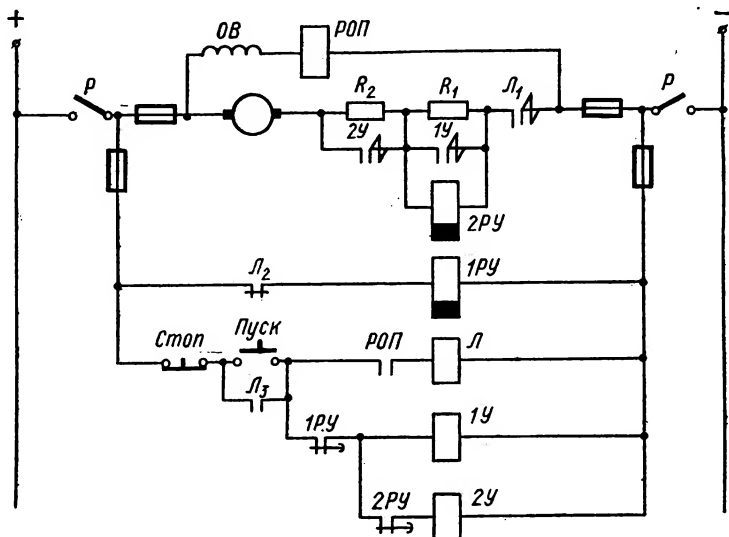 +
−
ОВ
РОП
Р
R₂
R₁
Л₁
Р
2У
1У
2РУ
Л₂
1РУ
Стоп
Пуск
РОП
Л
Л₃
1РУ
1У
2РУ
2У